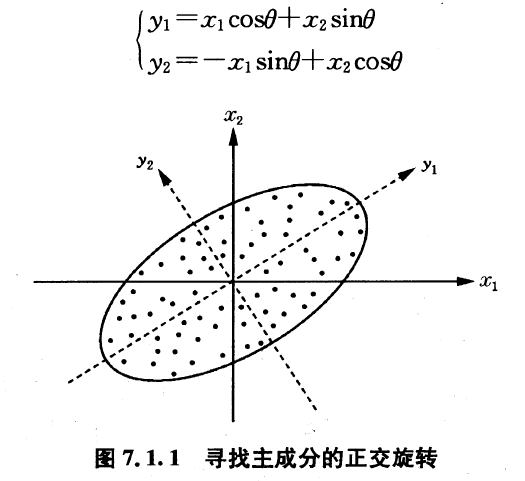 y₁=x₁cosθ+x₂sinθ
y₂=-x₁sinθ+x₂cosθ
x₂
y₂
y₁
x₁
图 7.1.1 寻找主成分的正交旋转